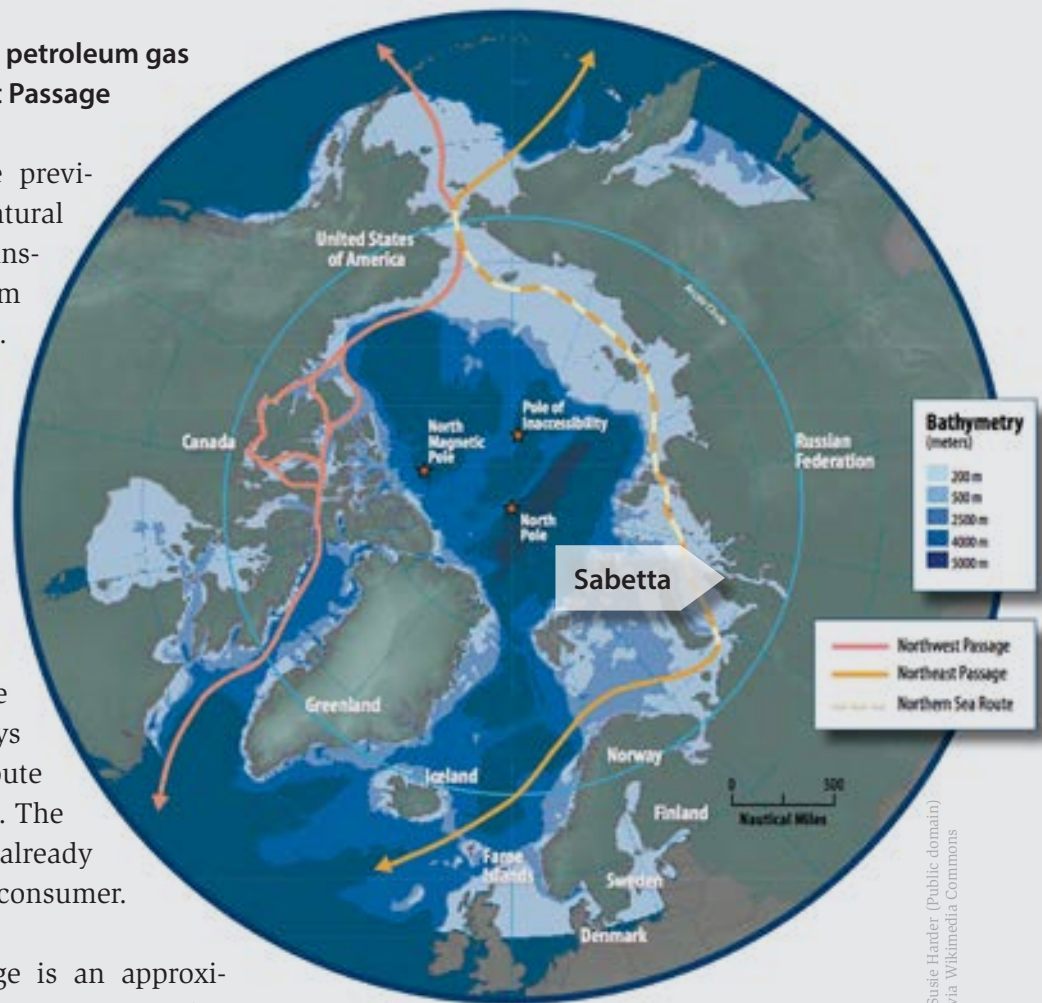 petroleum gas
Passage
e previ-
atural
ns-
m
.
e
ys
oute
. The
already
consumer.
ge is an approxi-
United States
of America
Arctic Circle
Canada
North
Magnetic
Pole
Pole of
Inaccessibility
North
Pole
Russian
Federation
Bathymetry
(meters)
200 m
500 m
2500 m
4000 m
5000 m
Sabetta
Northwest Passage
Northeast Passage
Northern Sea Route
Greenland
Iceland
Norway
0 500
Nautical Miles
Finland
Faroe
Islands
Sweden
Denmark
Susie Harder (Public domain)
via Wikimedia Commons